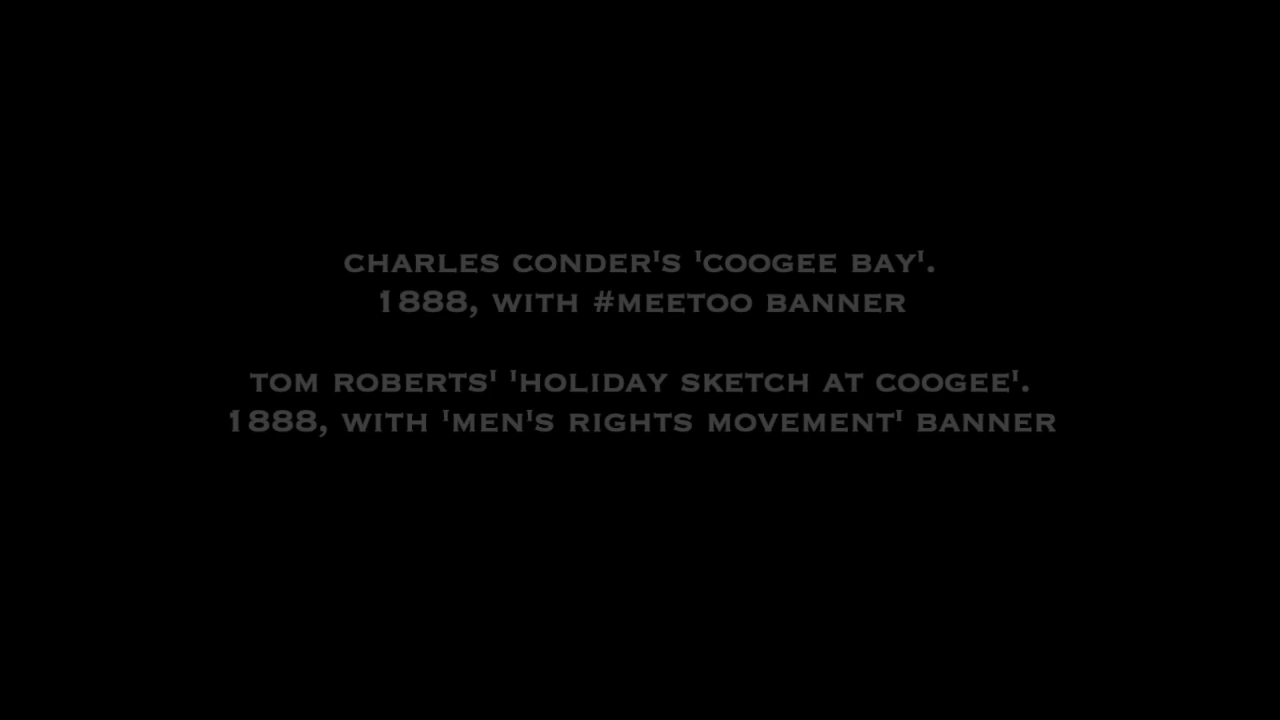 CHARLES CONDER'S 'COOGEE BAY'.
1888, WITH #MEETOO BANNER
TOM ROBERTS' 'HOLIDAY SKETCH AT COOGEE'.
1888, WITH 'MEN'S RIGHTS MOVEMENT' BANNER